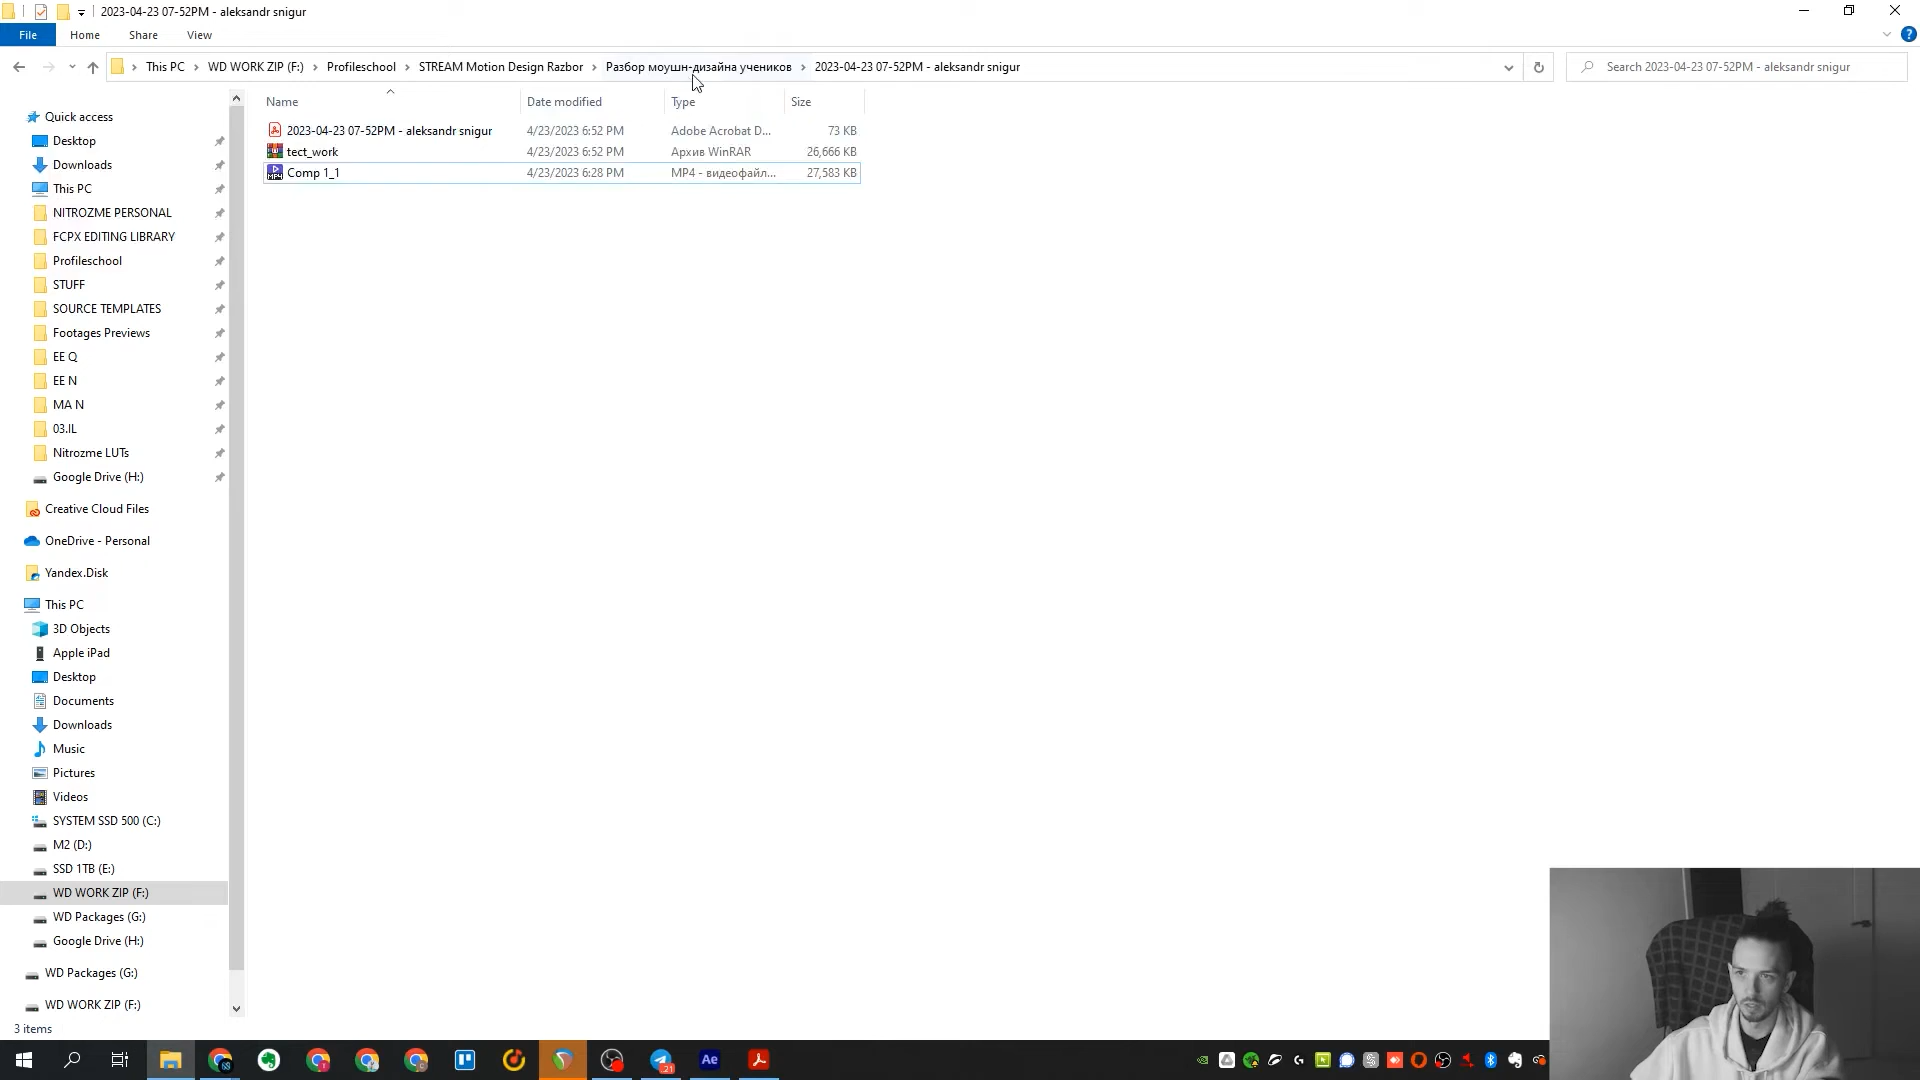 2023-04-23 07-52PM - aleksandr snigur
File Home Share View
This PC WD WORK ZIP (F:) Profileschool STREAM Motion Design Razbor Разбор моушн-дизайна учеников 2023-04-23 07-52PM - aleksandr snigur
Search 2023-04-23 07-52PM - aleksandr snigur
Name Date modified Type Size
2023-04-23 07-52PM - aleksandr snigur 4/23/2023 6:52 PM Adobe Acrobat D... 73 KB
tect_work 4/23/2023 6:52 PM Архив WinRAR 26,666 KB
Comp 1_1 4/23/2023 6:28 PM MP4 - видеофайл... 27,583 KB
Quick access
Desktop
Downloads
This PC
NITROZME PERSONAL
FCPX EDITING LIBRARY
Profileschool
STUFF
SOURCE TEMPLATES
Footages Previews
EE Q
EE N
MA N
03.IL
Nitrozme LUTs
Google Drive (H:)
Creative Cloud Files
OneDrive - Personal
Yandex.Disk
This PC
3D Objects
Apple iPad
Desktop
Documents
Downloads
Music
Pictures
Videos
SYSTEM SSD 500 (C:)
M2 (D:)
SSD 1TB (E:)
WD WORK ZIP (F:)
WD Packages (G:)
Google Drive (H:)
WD Packages (G:)
WD WORK ZIP (F:)
3 items
Ae